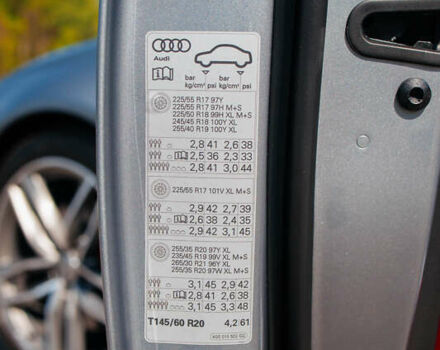 Audi
bar psi bar psi
kg/cm² kg/cm²
225/55 R17 97Y
225/55 R17 97H M+S
225/50 R18 99H XL M+S
245/45 R18 100Y XL
255/40 R19 100Y XL
2,8 41 2,6 38
2,5 36 2,3 33
2,8 41 3,0 44
225/55 R17 101V XL M+S
2,9 42 2,7 39
2,6 38 2,4 35
2,9 42 3,1 45
255/35 R20 97Y XL
235/45 R19 99V XL M+S
265/30 R21 96Y XL
255/35 R20 97W XL M+S
3,1 45 2,9 42
2,8 41 2,6 38
3,1 45 3,3 48
T145/60 R20 4,2 61